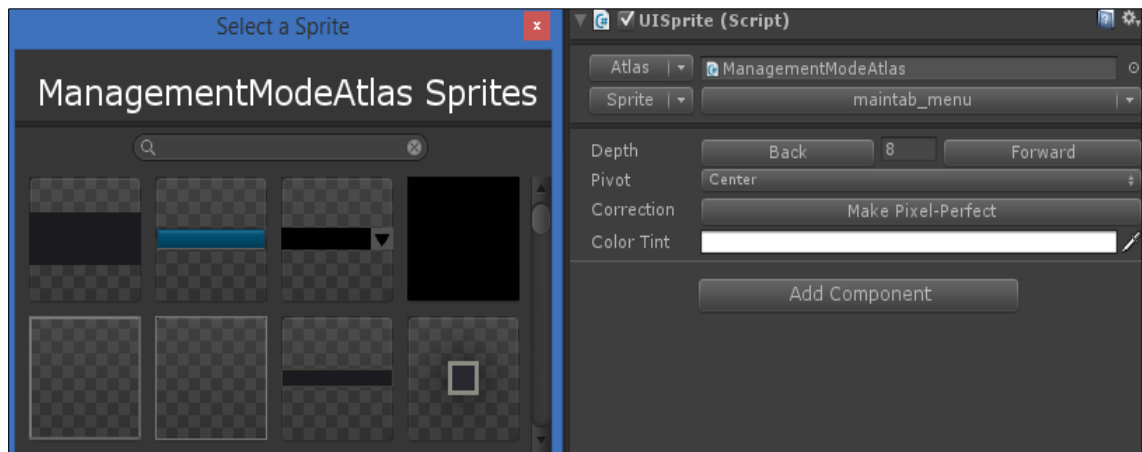 Select a Sprite
x
ManagementModeAtlas Sprites
UISprite (Script)
Atlas
ManagementModeAtlas
Sprite
maintab_menu
Depth
Back
8
Forward
Pivot
Center
Correction
Make Pixel-Perfect
Color Tint
Add Component